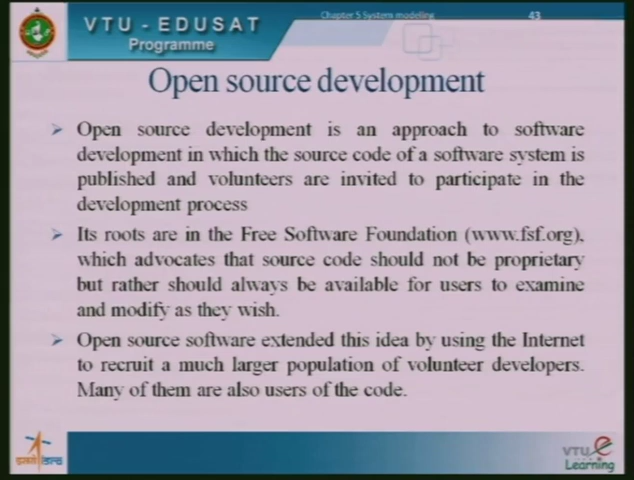 VTU - EDUSAT
Programme
Chapter 5 System modeling
43
Open source development
➢ Open source development is an approach to software
development in which the source code of a software system is
published and volunteers are invited to participate in the
development process
➢ Its roots are in the Free Software Foundation (www.fsf.org),
which advocates that source code should not be proprietary
but rather should always be available for users to examine
and modify as they wish.
➢ Open source software extended this idea by using the Internet
to recruit a much larger population of volunteer developers.
Many of them are also users of the code.
VTU e
Learning